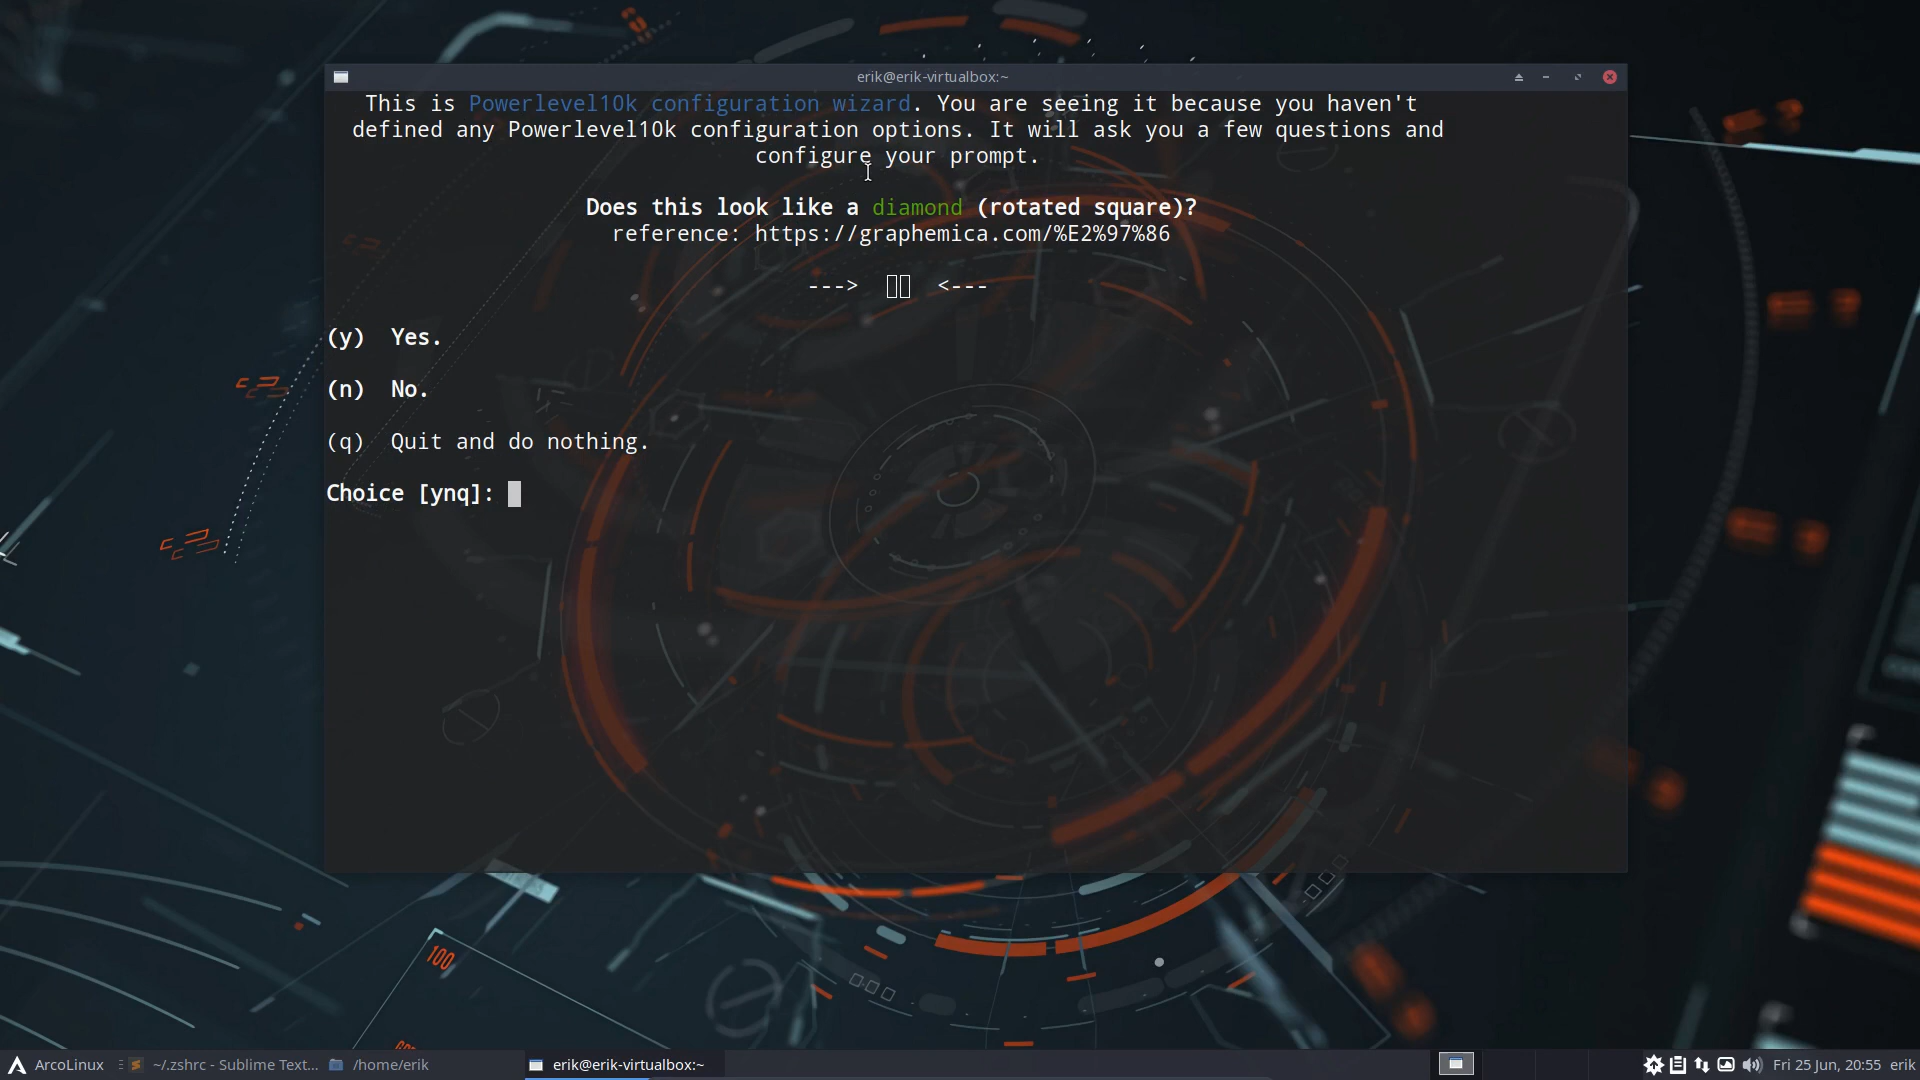 erik@erik-virtualbox:~
This is Powerlevel10k configuration wizard. You are seeing it because you haven't
defined any Powerlevel10k configuration options. It will ask you a few questions and
configure your prompt.
Does this look like a diamond (rotated square)?
reference: https://graphemica.com/%E2%97%86
---> ▯▯ <---
(y) Yes.
(n) No.
(q) Quit and do nothing.
Choice [ynq]:
100
ArcoLinux ~/.zshrc - Sublime Text... /home/erik erik@erik-virtualbox:~ Fri 25 Jun, 20:55 erik